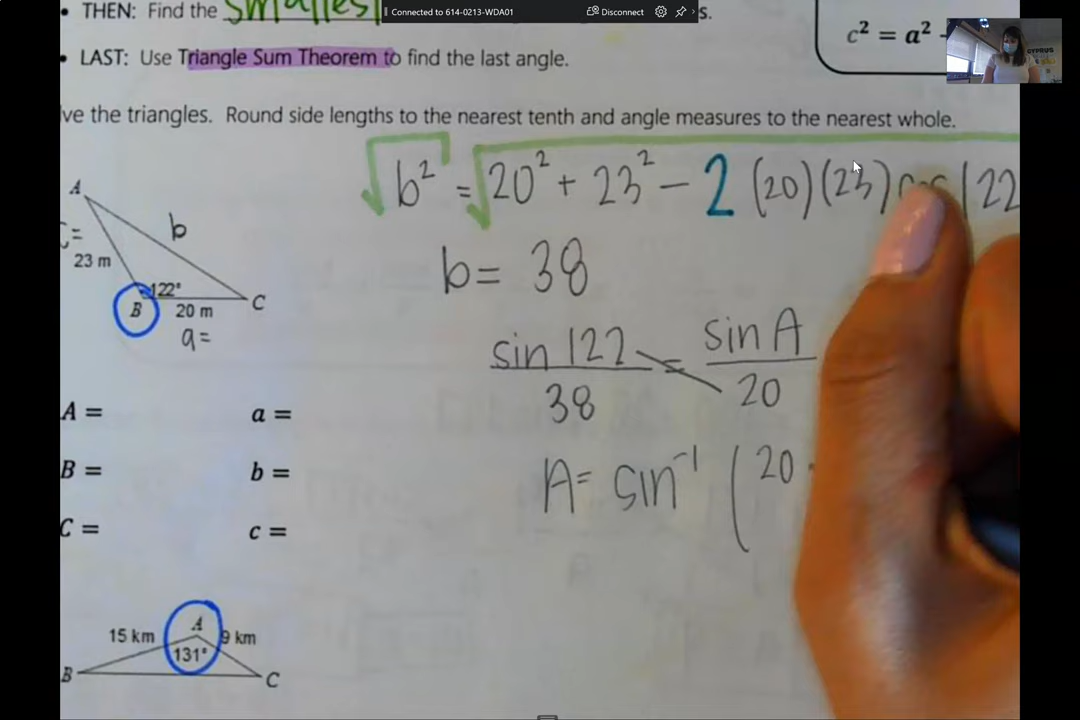 • THEN: Find the smalles
s.
Connected to 614-0213-WDA01
Disconnect
c² = a² -
• LAST: Use Triangle Sum Theorem to find the last angle.
ve the triangles. Round side lengths to the nearest tenth and angle measures to the nearest whole.
√b² = √20² + 23² - 2 (20)(23) cos (22
A
b
23 m
122°
B
20 m
C
a =
b = 38
sin 122 / 38 = sin A / 20
A = sin⁻¹ (20 ·
A =
a =
B =
b =
C =
c =
A
15 km
9 km
131°
B
C